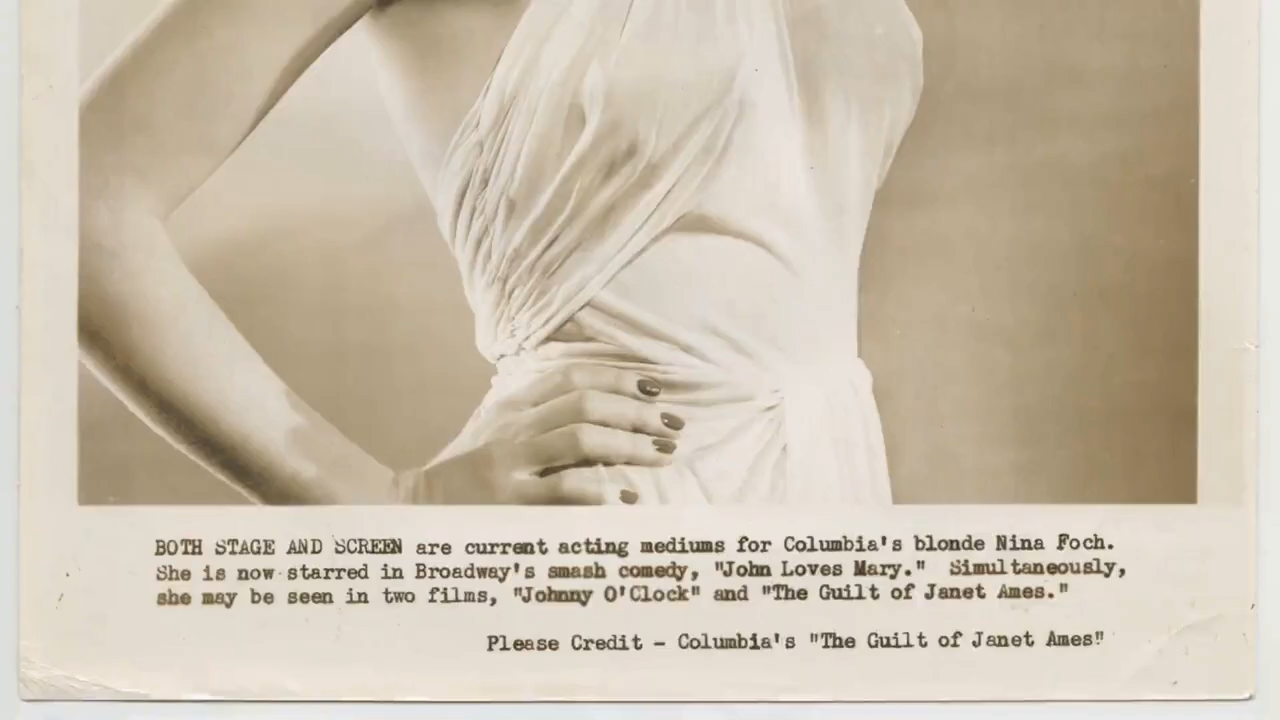 BOTH STAGE AND SCREEN are current acting mediums for Columbia's blonde Nina Foch.
She is now starred in Broadway's smash comedy, "John Loves Mary." Simultaneously,
she may be seen in two films, "Johnny O'Clock" and "The Guilt of Janet Ames."
Please Credit - Columbia's "The Guilt of Janet Ames"